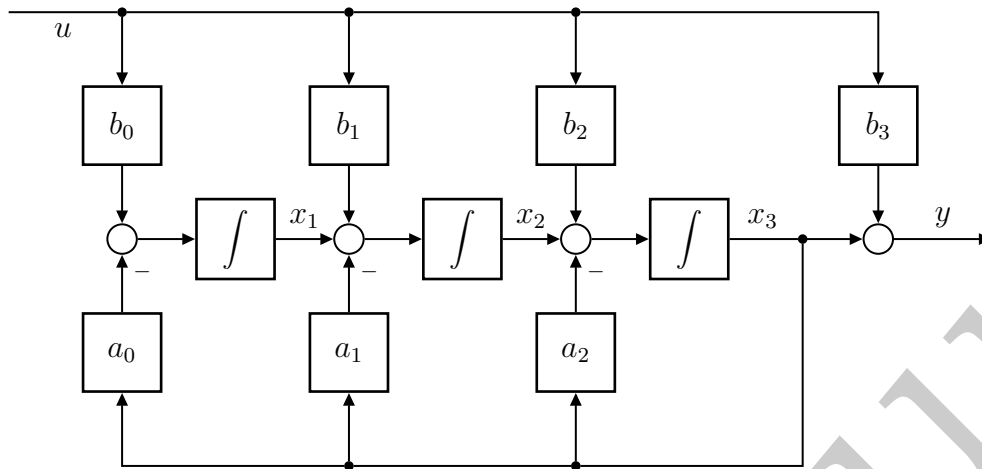 u
b₀ b₁ b₂ b₃
∫ x₁ ∫ x₂ ∫ x₃ y
− − −
a₀ a₁ a₂